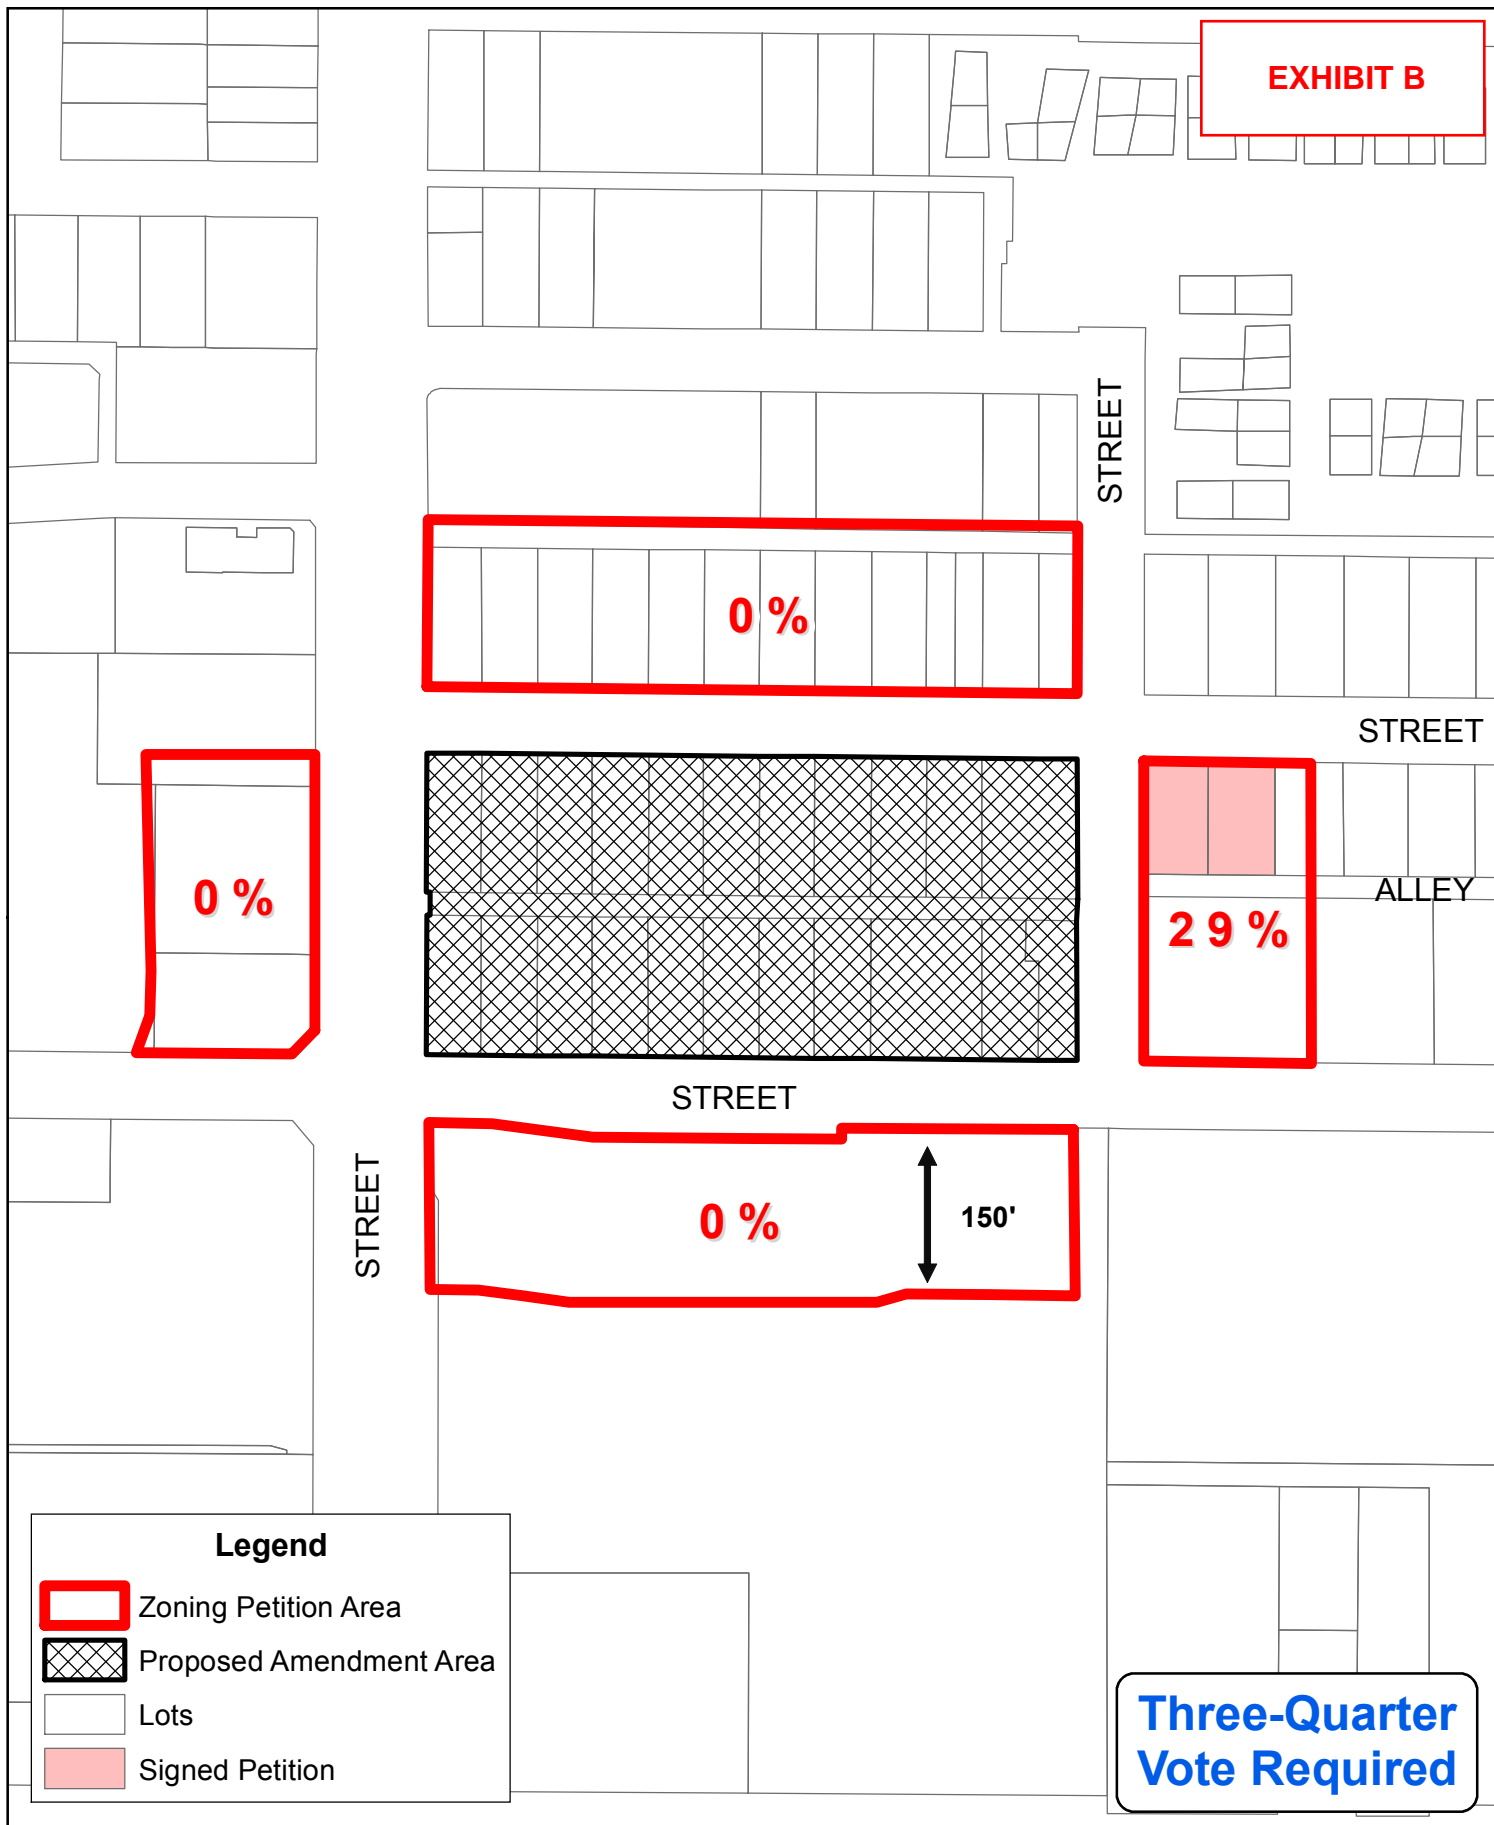 EXHIBIT B
STREET
0 %
STREET
0 %
ALLEY
2 9 %
STREET
STREET
0 %
150'
Legend
Zoning Petition Area
Proposed Amendment Area
Lots
Signed Petition
Three-Quarter
Vote Required